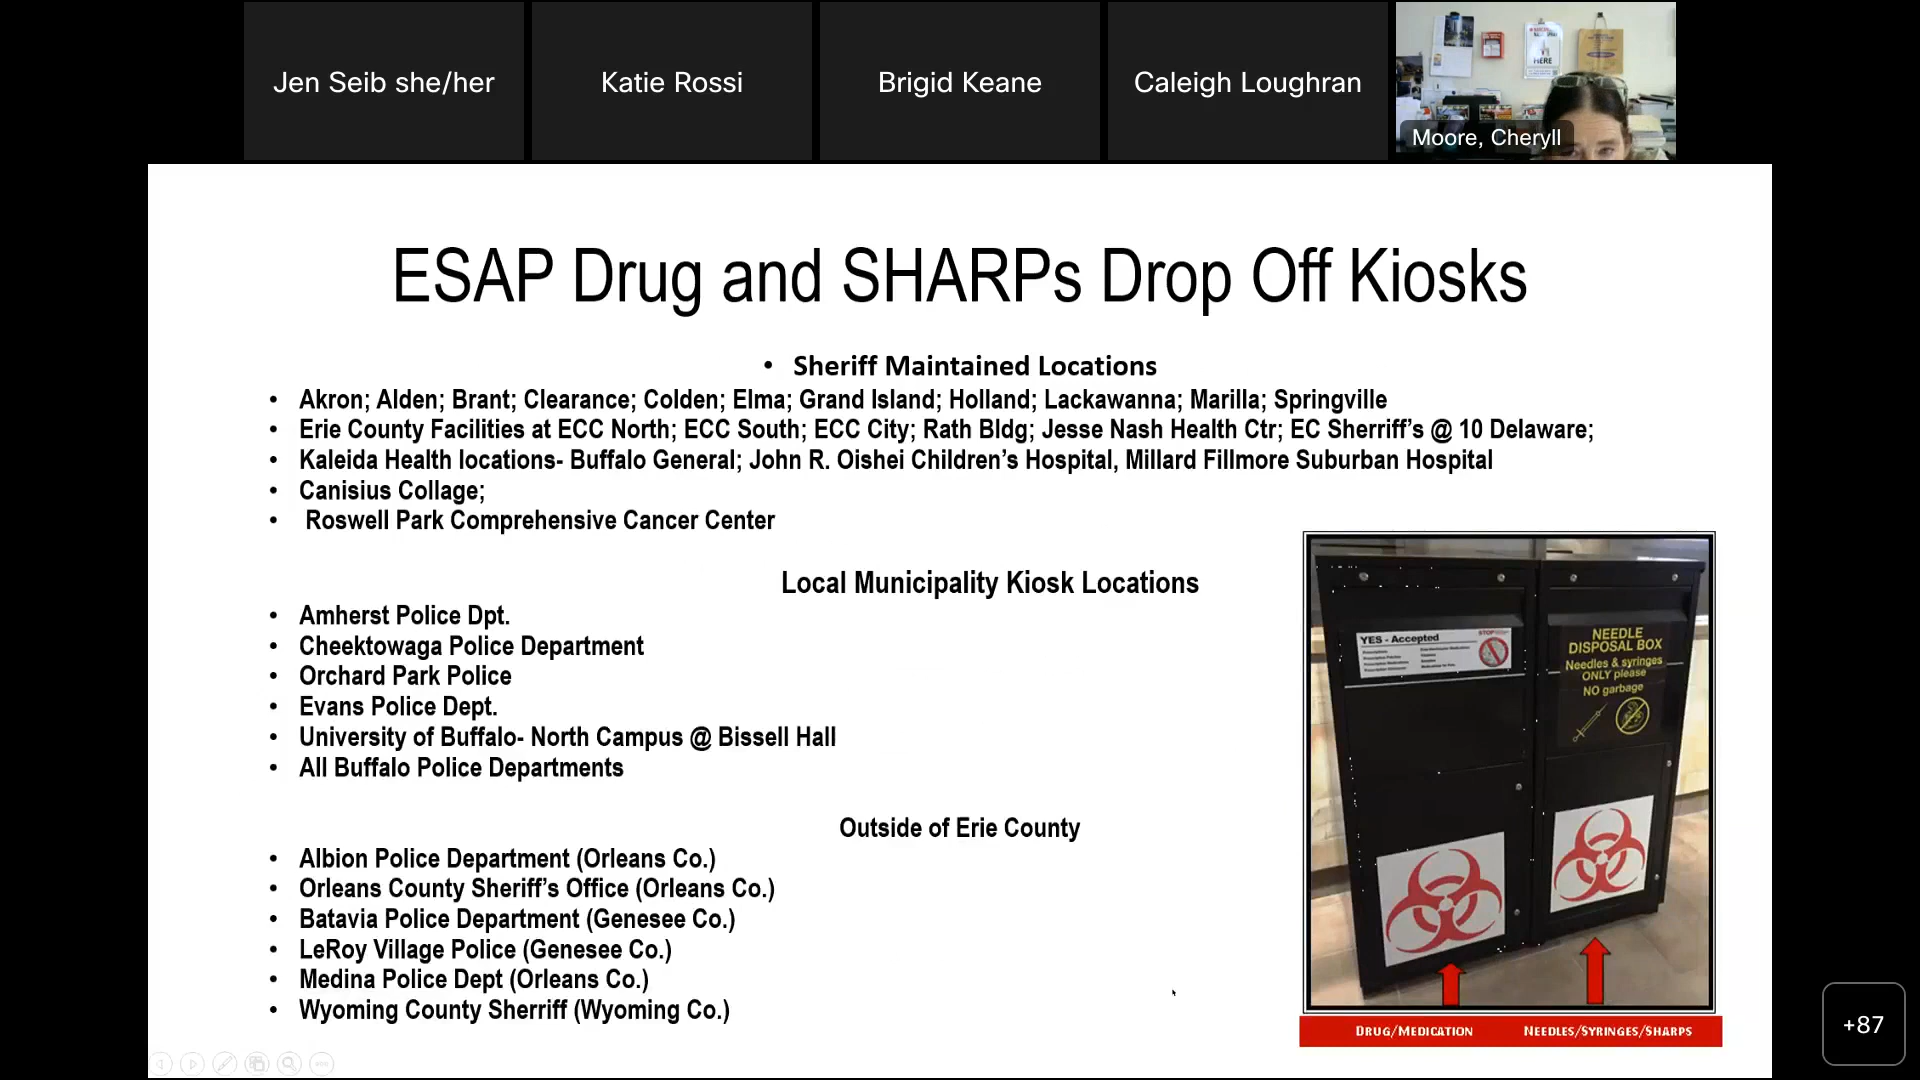 Jen Seib she/her
Katie Rossi
Brigid Keane
Caleigh Loughran
HERE
Moore, Cheryll
ESAP Drug and SHARPs Drop Off Kiosks
• Sheriff Maintained Locations
• Akron; Alden; Brant; Clearance; Colden; Elma; Grand Island; Holland; Lackawanna; Marilla; Springville
• Erie County Facilities at ECC North; ECC South; ECC City; Rath Bldg; Jesse Nash Health Ctr; EC Sherriff’s @ 10 Delaware;
• Kaleida Health locations- Buffalo General; John R. Oishei Children’s Hospital, Millard Fillmore Suburban Hospital
• Canisius Collage;
• Roswell Park Comprehensive Cancer Center
Local Municipality Kiosk Locations
• Amherst Police Dpt.
• Cheektowaga Police Department
• Orchard Park Police
• Evans Police Dept.
• University of Buffalo- North Campus @ Bissell Hall
• All Buffalo Police Departments
Outside of Erie County
• Albion Police Department (Orleans Co.)
• Orleans County Sheriff’s Office (Orleans Co.)
• Batavia Police Department (Genesee Co.)
• LeRoy Village Police (Genesee Co.)
• Medina Police Dept (Orleans Co.)
• Wyoming County Sherriff (Wyoming Co.)
YES - Accepted
STOP
NEEDLE
DISPOSAL BOX
Needles & syringes
ONLY please
NO garbage
DRUG/MEDICATION
NEEDLES/SYRINGES/SHARPS
+87